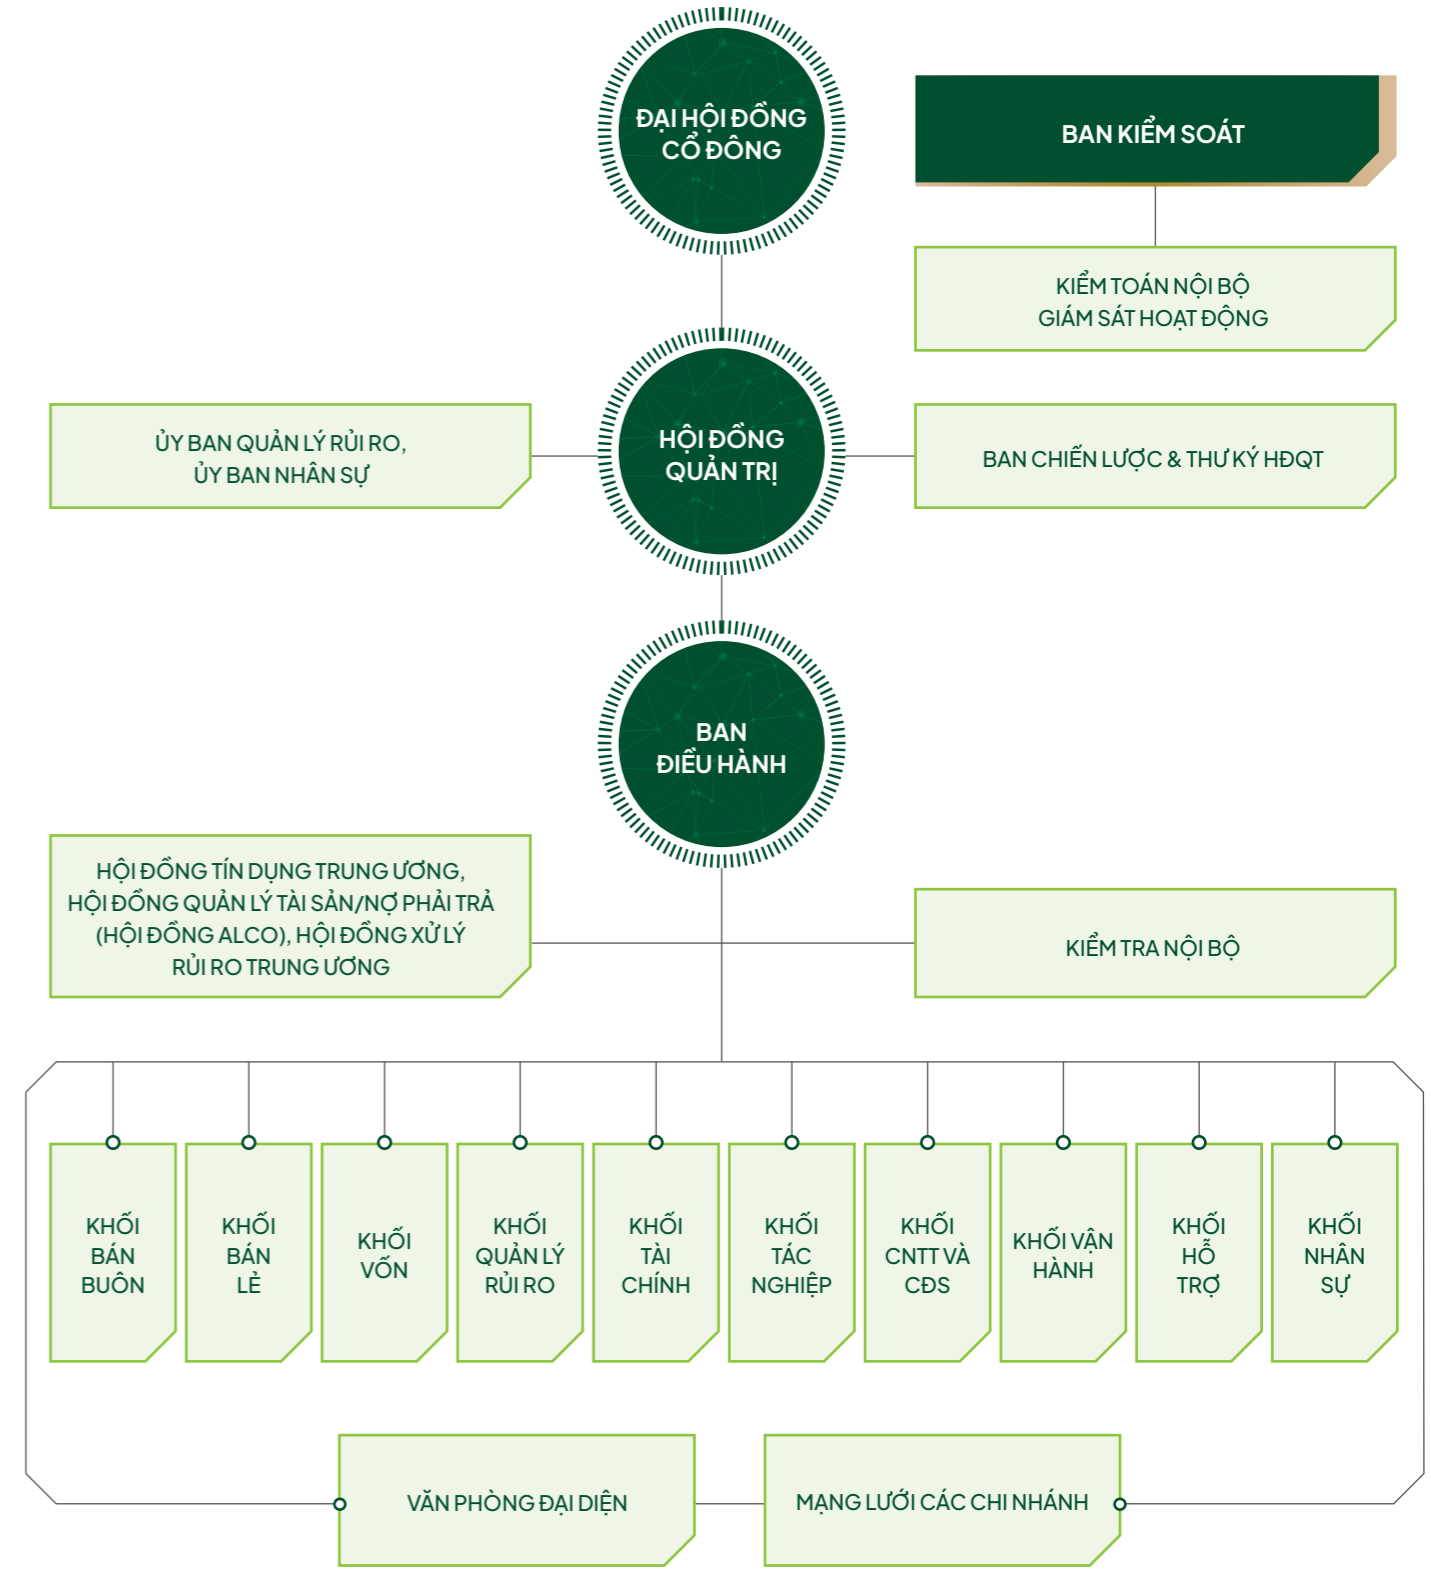 ĐẠI HỘI ĐỒNG
CỔ ĐÔNG
BAN KIỂM SOÁT
KIỂM TOÁN NỘI BỘ
GIÁM SÁT HOẠT ĐỘNG
ỦY BAN QUẢN LÝ RỦI RO,
ỦY BAN NHÂN SỰ
HỘI ĐỒNG
QUẢN TRỊ
BAN CHIẾN LƯỢC & THƯ KÝ HĐQT
BAN
ĐIỀU HÀNH
HỘI ĐỒNG TÍN DỤNG TRUNG ƯƠNG,
HỘI ĐỒNG QUẢN LÝ TÀI SẢN/NỢ PHẢI TRẢ
(HỘI ĐỒNG ALCO), HỘI ĐỒNG XỬ LÝ
RỦI RO TRUNG ƯƠNG
KIỂM TRA NỘI BỘ
KHỐI
BÁN
BUÔN
KHỐI
BÁN
LẺ
KHỐI
VỐN
KHỐI
QUẢN LÝ
RỦI RO
KHỐI
TÀI
CHÍNH
KHỐI
TÁC
NGHIỆP
KHỐI
CNTT VÀ
CĐS
KHỐI VẬN
HÀNH
KHỐI
HỖ
TRỢ
KHỐI
NHÂN
SỰ
VĂN PHÒNG ĐẠI DIỆN
MẠNG LƯỚI CÁC CHI NHÁNH